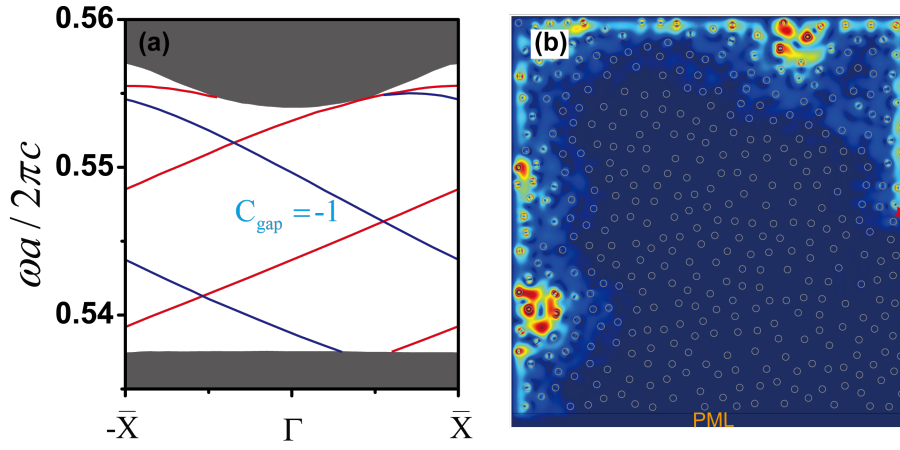 (a)
0.56
0.55
0.54
ωa / 2πc
C_gap = -1
-X̅
Γ
X̅
(b)
PML